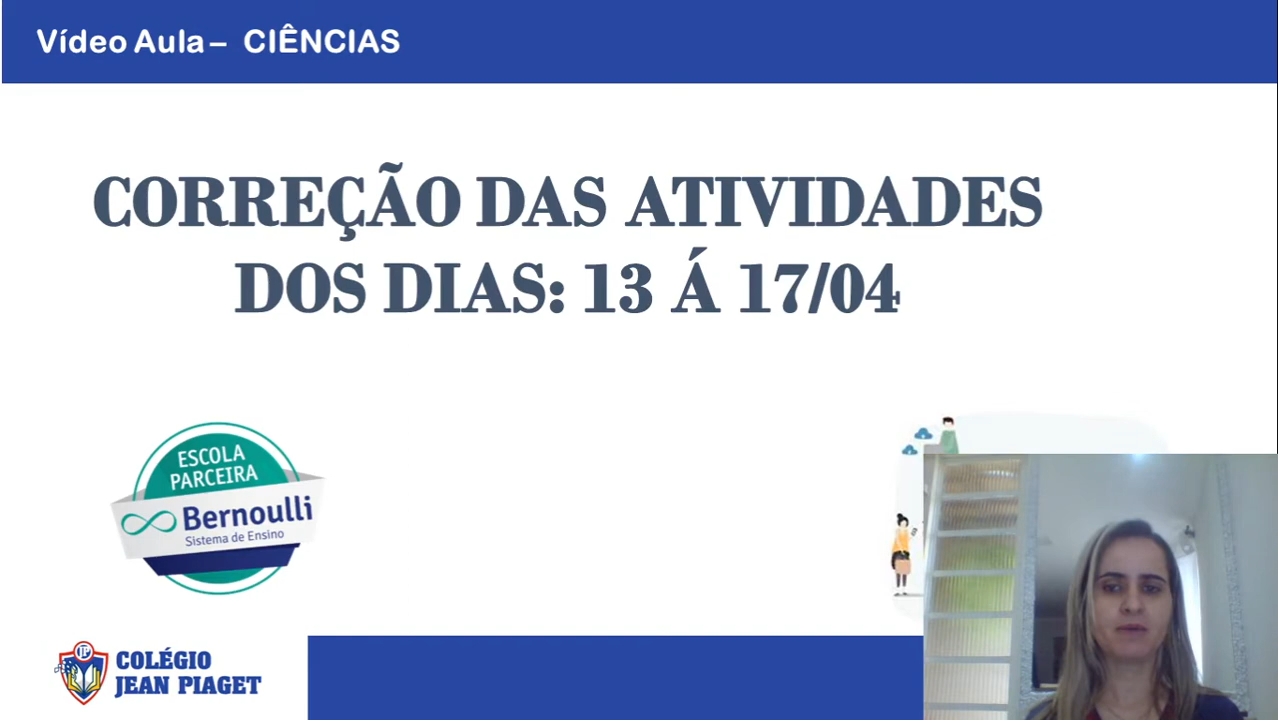 Vídeo Aula – CIÊNCIAS
CORREÇÃO DAS ATIVIDADES
DOS DIAS: 13 Á 17/04
ESCOLA
PARCEIRA
Bernoulli
Sistema de Ensino
COLÉGIO
JEAN PIAGET